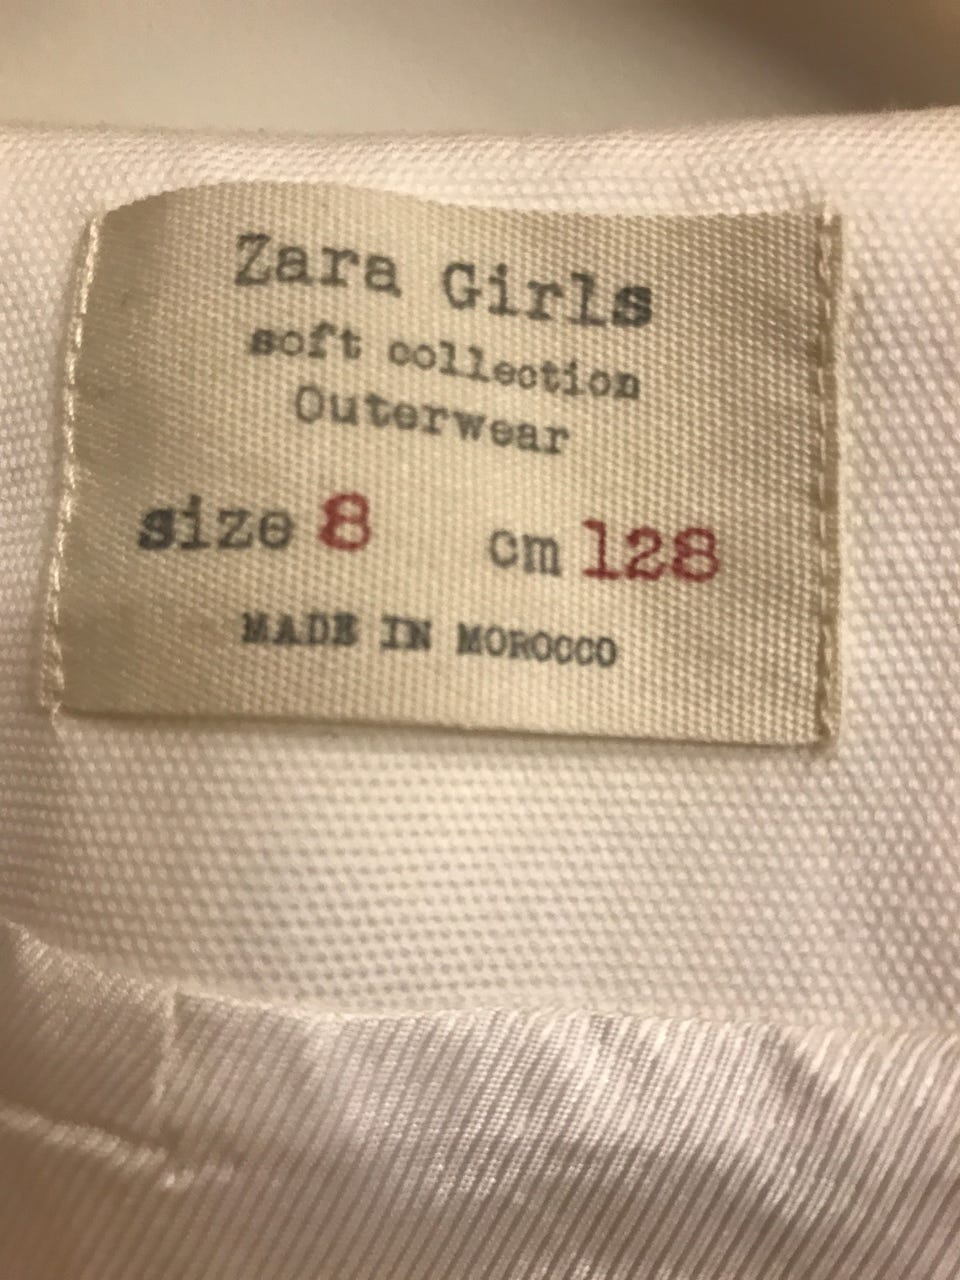 Zara Girls
soft collection
Outerwear
size 8 cm 128
MADE IN MOROCCO